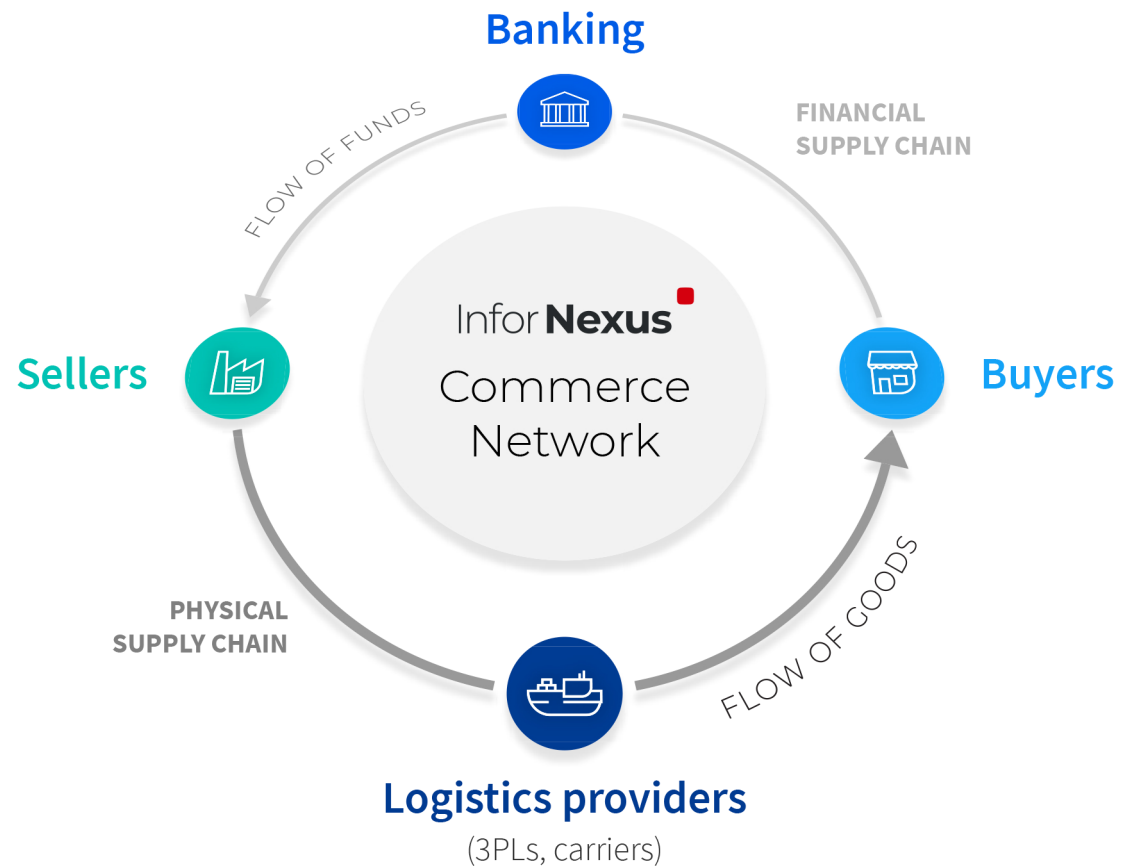 Banking
FLOW OF FUNDS
FINANCIAL
SUPPLY CHAIN
Infor Nexus
Commerce
Network
Sellers
Buyers
PHYSICAL
SUPPLY CHAIN
FLOW OF GOODS
Logistics providers
(3PLs, carriers)